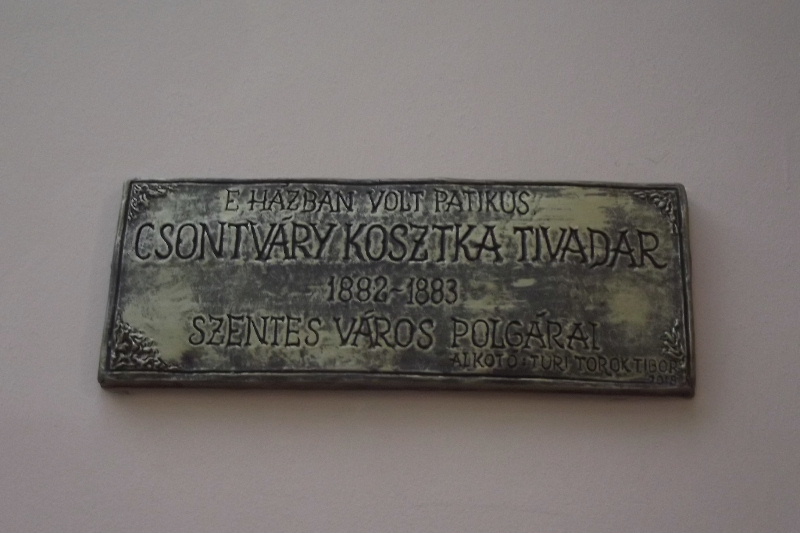 E HÁZBAN VOLT PATIKUS
CSONTVÁRY KOSZTKA TIVADAR
1882-1883
SZENTES VÁROS POLGÁRAI
ALKOTÓ: TÚRI TÖRÖK TIBOR